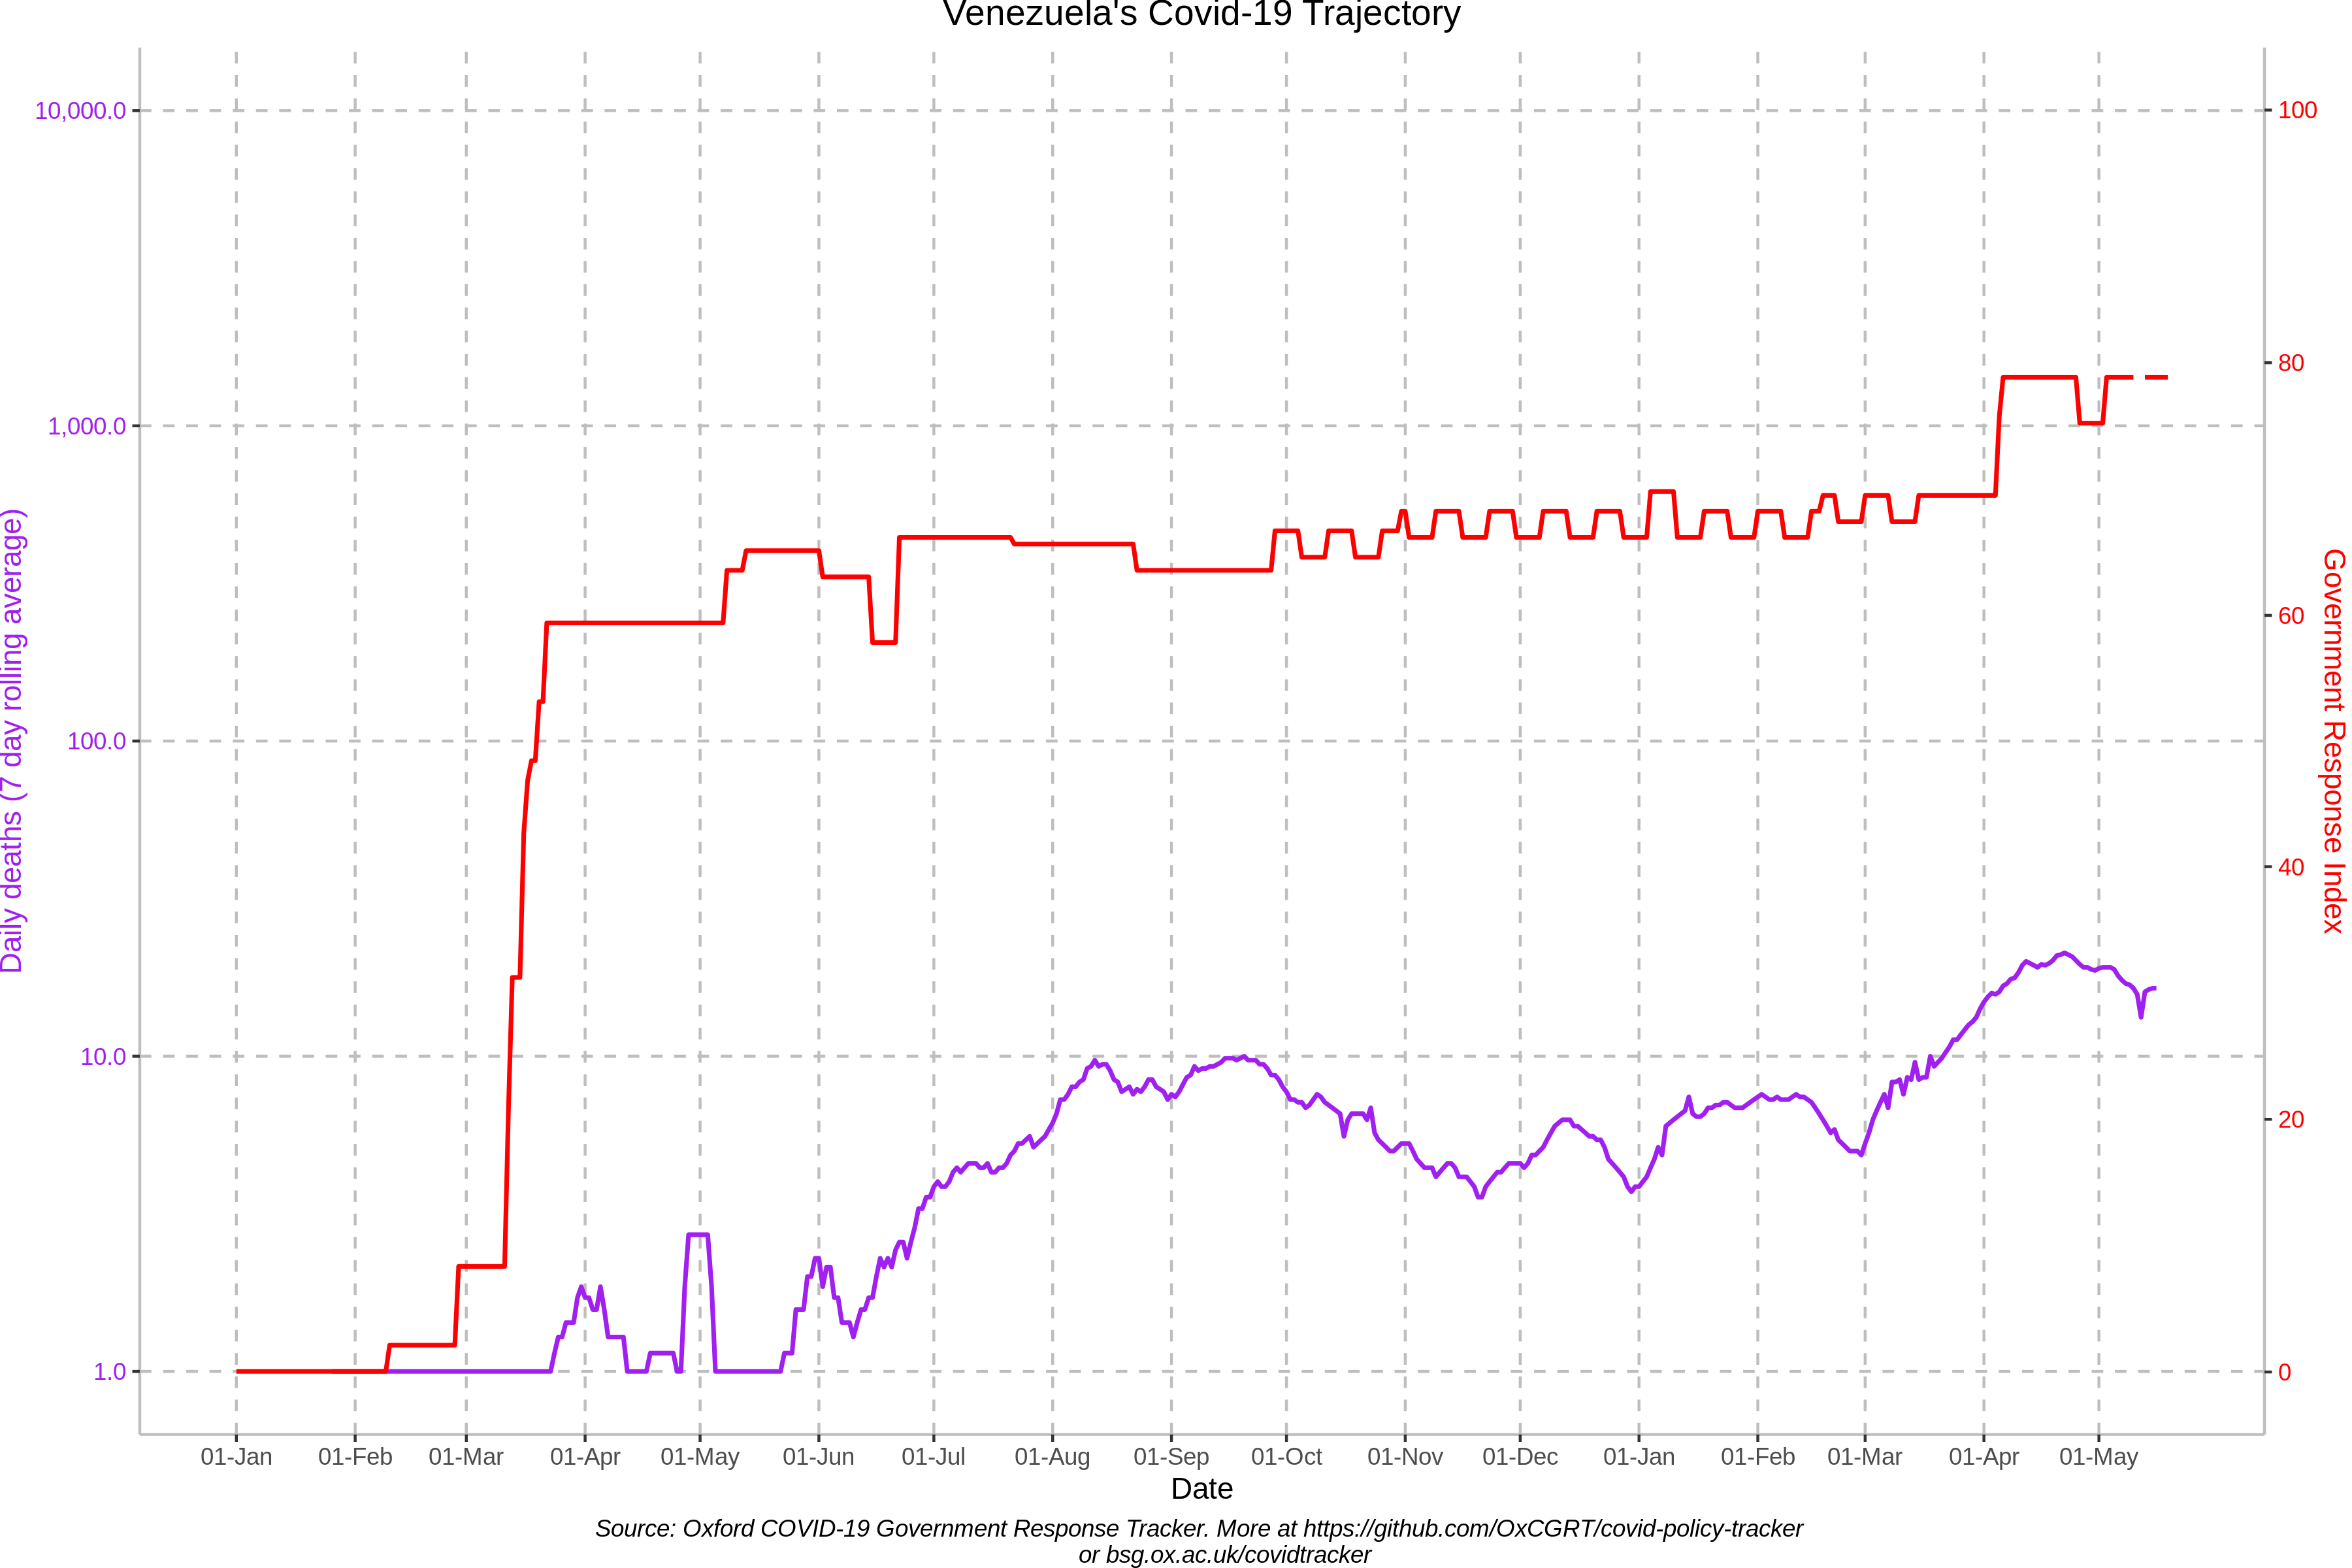 Venezuela's Covid-19 Trajectory
10,000.0
1,000.0
100.0
10.0
1.0
Daily deaths (7 day rolling average)
100
80
60
40
20
0
Government Response Index
01-Jan 01-Feb 01-Mar 01-Apr 01-May 01-Jun 01-Jul 01-Aug 01-Sep 01-Oct 01-Nov 01-Dec 01-Jan 01-Feb 01-Mar 01-Apr 01-May
Date
Source: Oxford COVID-19 Government Response Tracker. More at https://github.com/OxCGRT/covid-policy-tracker
or bsg.ox.ac.uk/covidtracker